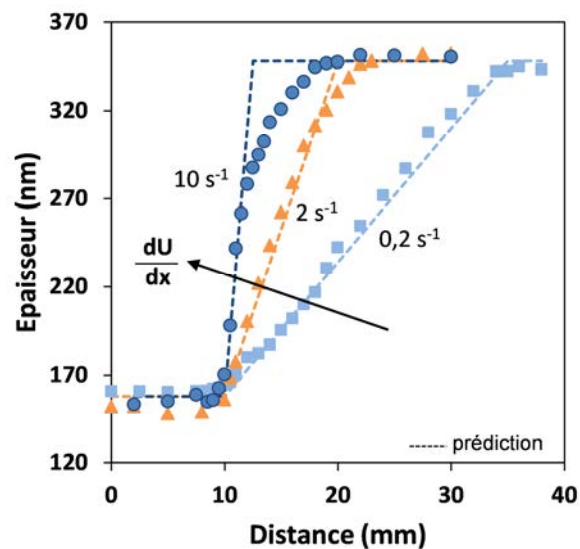 370
320
270
220
170
120
Epaisseur (nm)
10 s⁻¹
2 s⁻¹
0,2 s⁻¹
dU
dx
prédiction
0
10
20
30
40
Distance (mm)